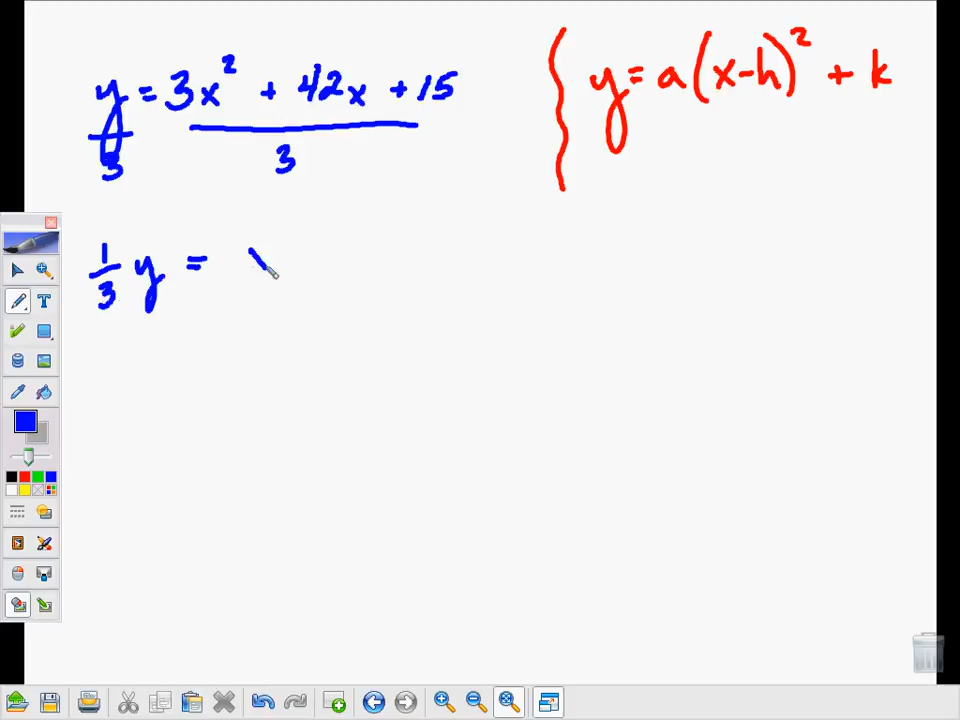 y = 3x² + 42x + 15
3 3
y = a(x-h)² + k
1/3 y =